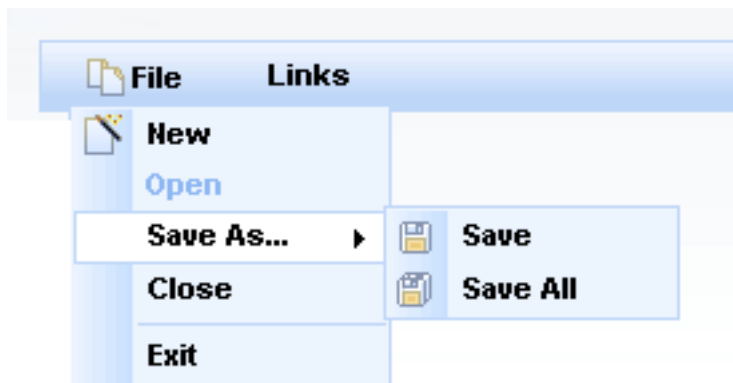 File Links
New
Open
Save As...
Save
Save All
Close
Exit